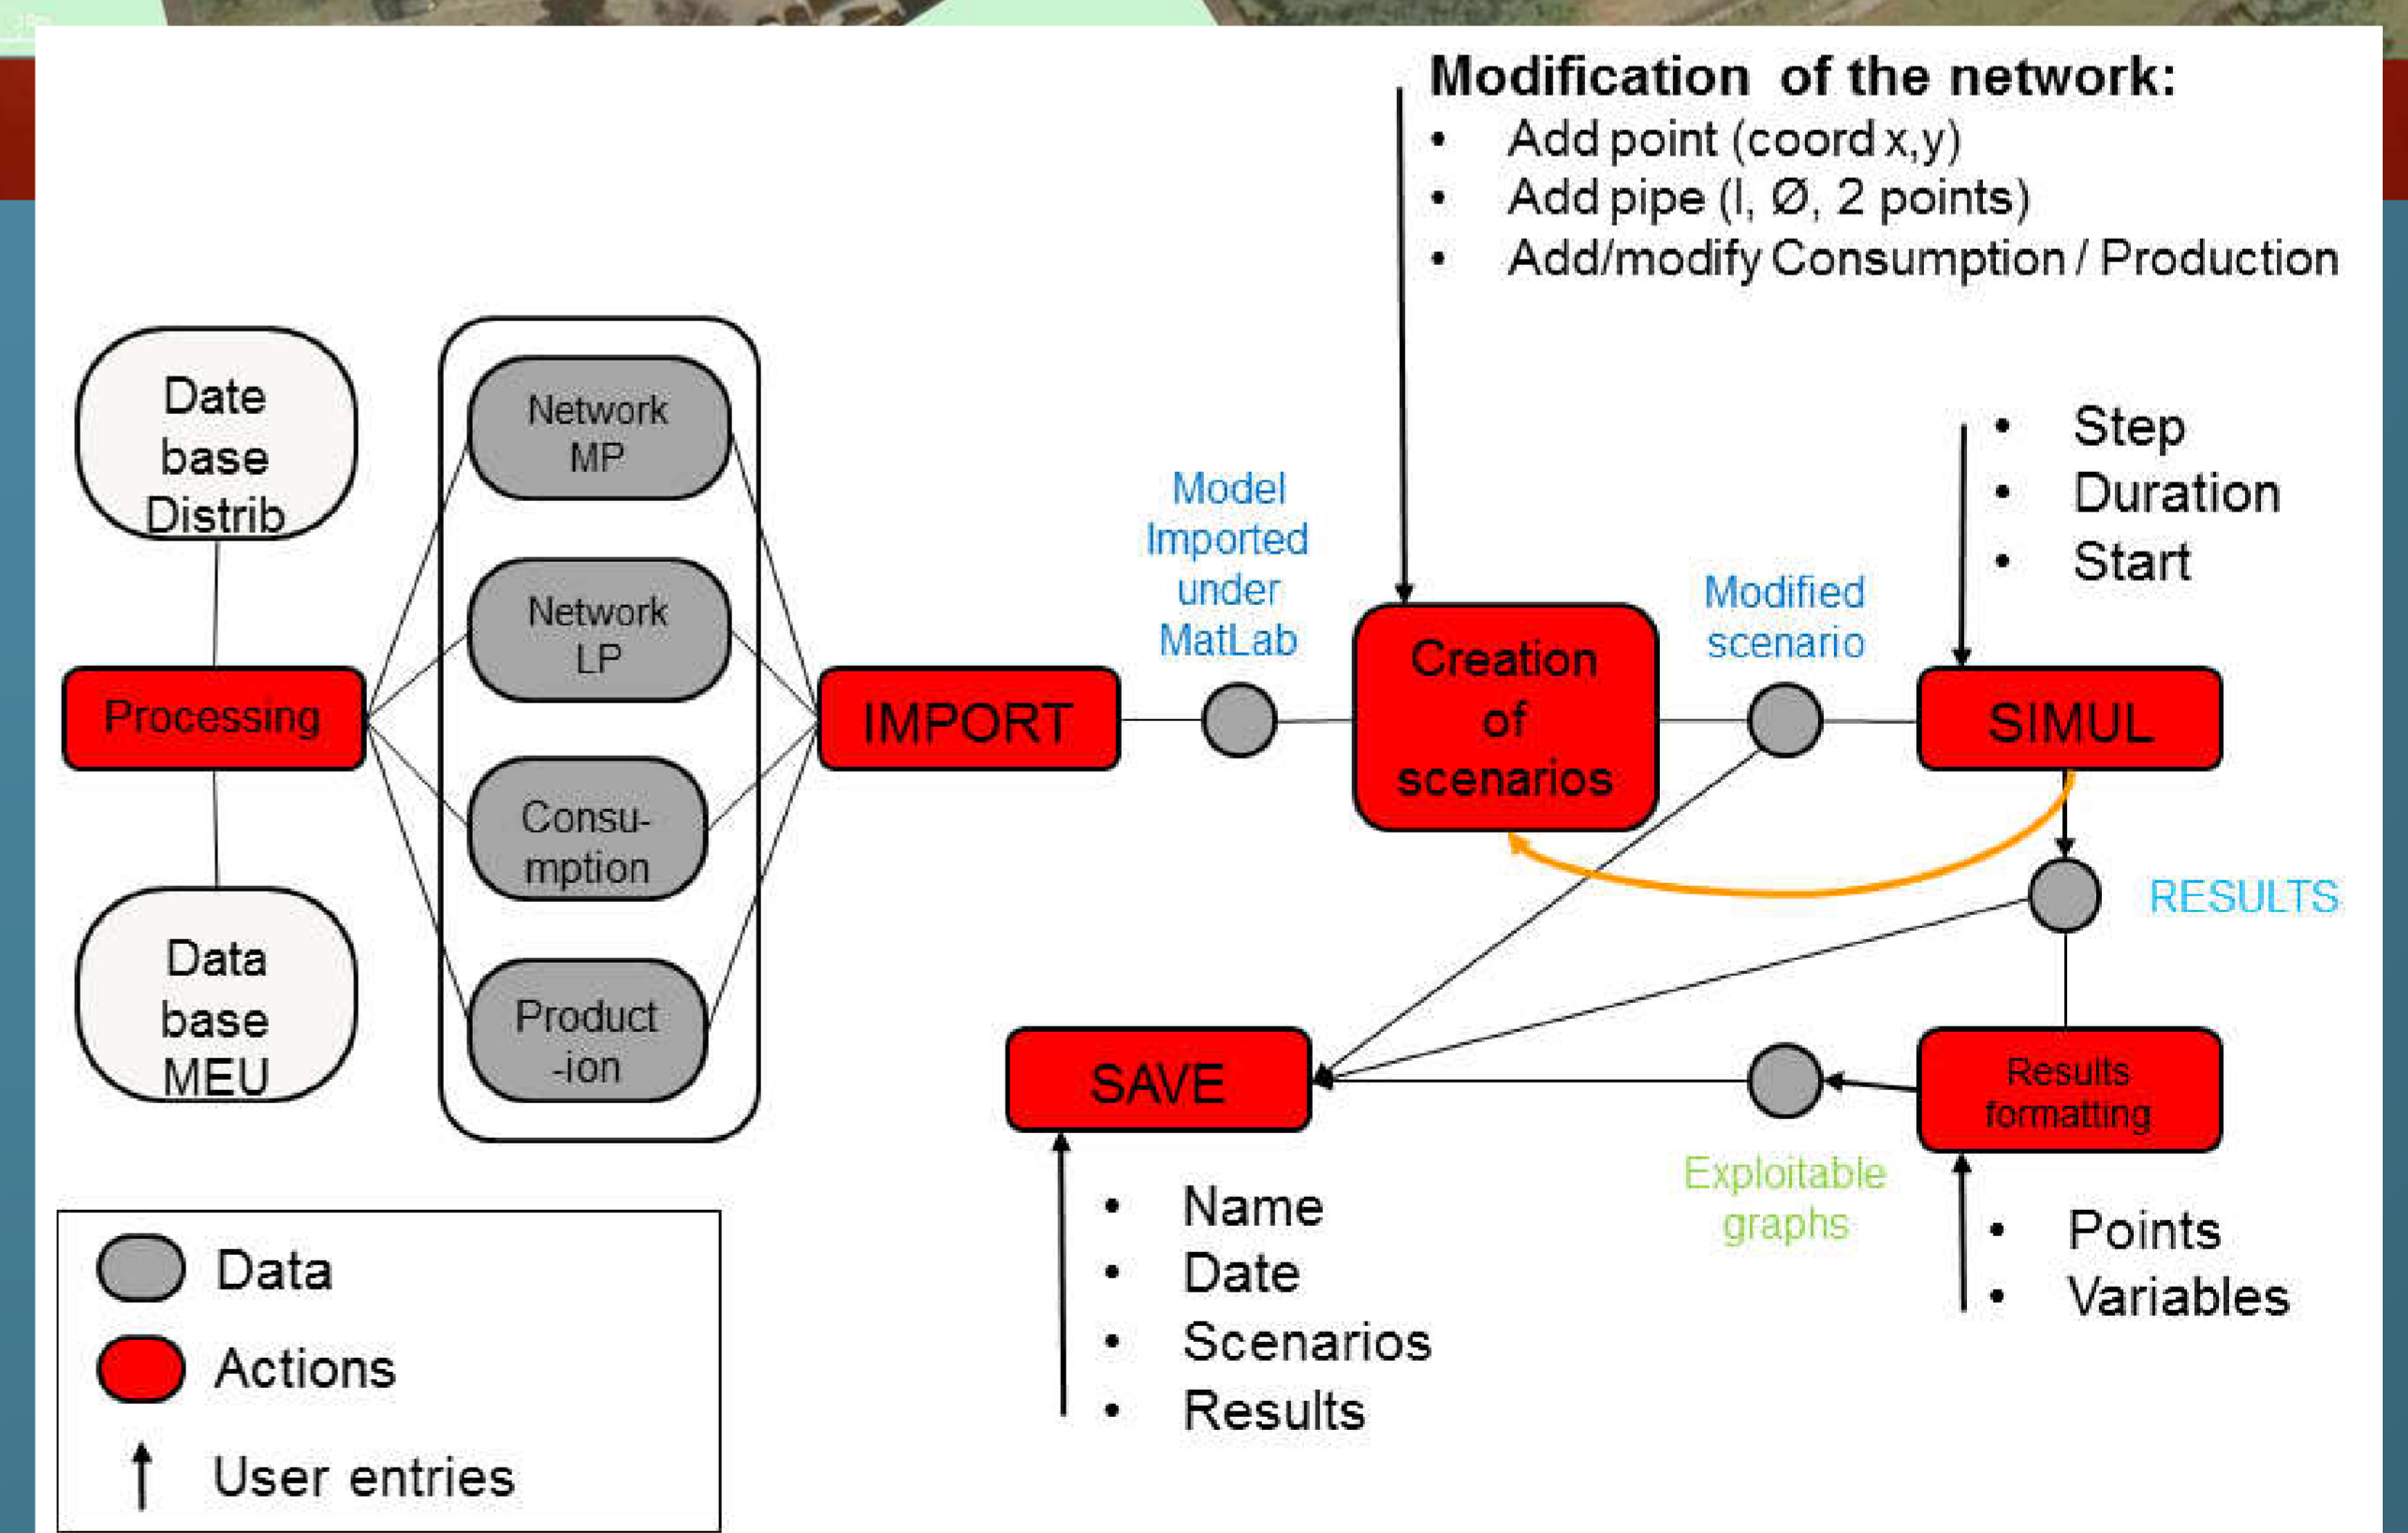 Modification of the network:
• Add point (coord x,y)
• Add pipe (l, Ø, 2 points)
• Add/modify Consumption / Production
Date
base
Distrib
Processing
Data
base
MEU
Network
MP
Network
LP
Consu-
mption
Product
-ion
IMPORT
Model
Imported
under
MatLab
Creation
of
scenarios
Modified
scenario
• Step
• Duration
• Start
SIMUL
RESULTS
Results
formatting
• Points
• Variables
Exploitable
graphs
SAVE
• Name
• Date
• Scenarios
• Results
Data
Actions
User entries